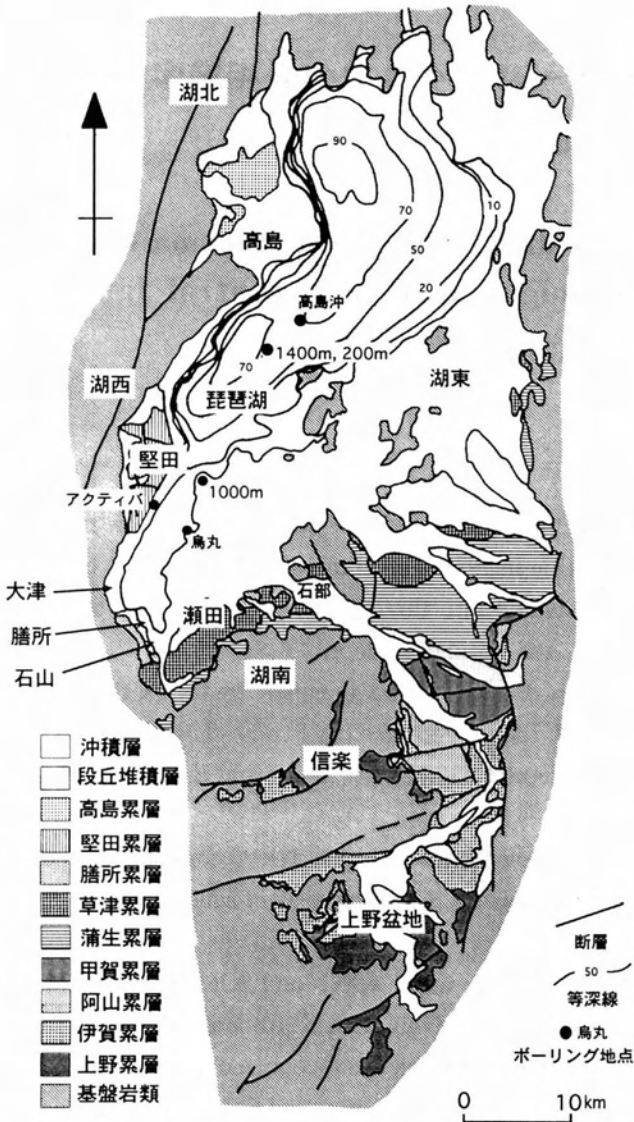 湖北
90
10
高島
70
50
20
高島沖
1400m, 200m
湖西
70
琵琶湖
湖東
堅田
1000m
アクティバ
烏丸
大津
石部
膳所
瀬田
石山
湖南
信楽
上野盆地
沖積層
段丘堆積層
高島累層
堅田累層
膳所累層
草津累層
蒲生累層
甲賀累層
阿山累層
伊賀累層
上野累層
基盤岩類
断層
50
等深線
烏丸
ボーリング地点
0 10km